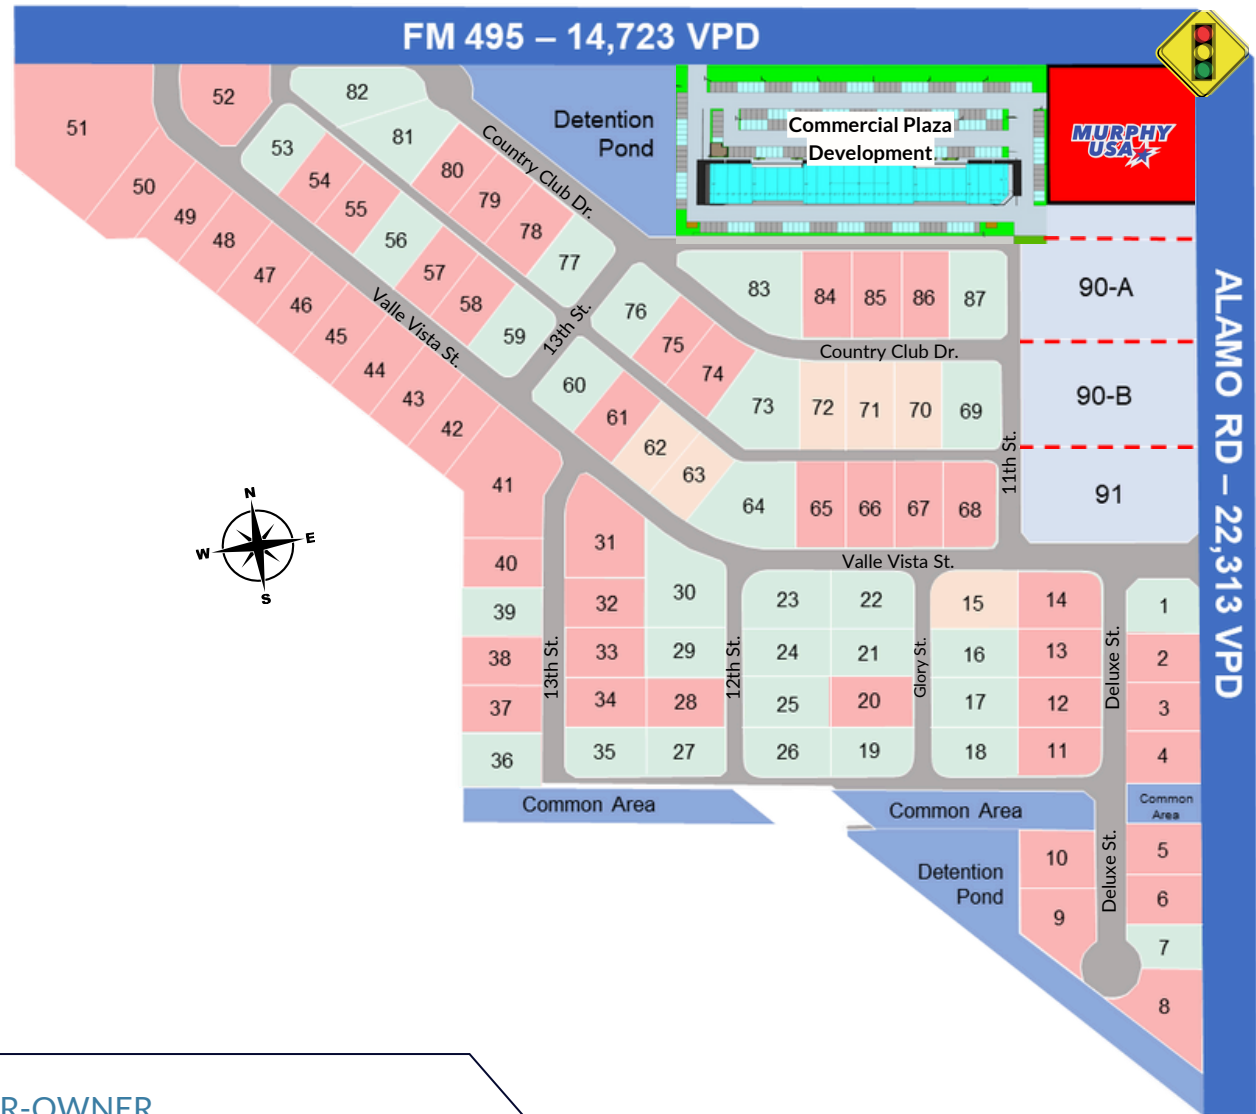 FM 495 – 14,723 VPD
52
82
51
53
81
Detention
Pond
Commercial Plaza
Development
MURPHY
USA
Country Club Dr.
80
54
50
79
55
49
78
56
48
77
57
47
58
46
59
45
13th St.
Valle Vista St.
44
43
42
41
83
84
85
86
87
90-A
76
75
74
Country Club Dr.
73
72
71
70
69
90-B
60
61
62
63
64
65
66
67
68
11th St.
91
ALAMO RD – 22,313 VPD
N
W
E
S
Valle Vista St.
40
39
38
37
36
13th St.
31
32
33
34
35
30
29
28
27
12th St.
23
22
24
21
25
20
26
19
Glory St.
15
14
16
13
17
12
18
11
Deluxe St.
1
2
3
4
Common Area
Common Area
Common
Area
Detention
Pond
10
9
Deluxe St.
5
6
7
8
R-OWNER